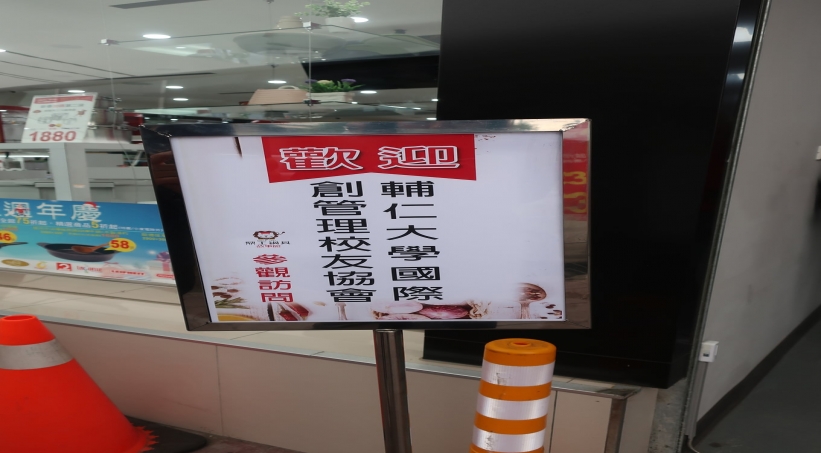 歡迎
輔仁大學國際
創管理校友協會
參觀訪問
1880
週年慶
58